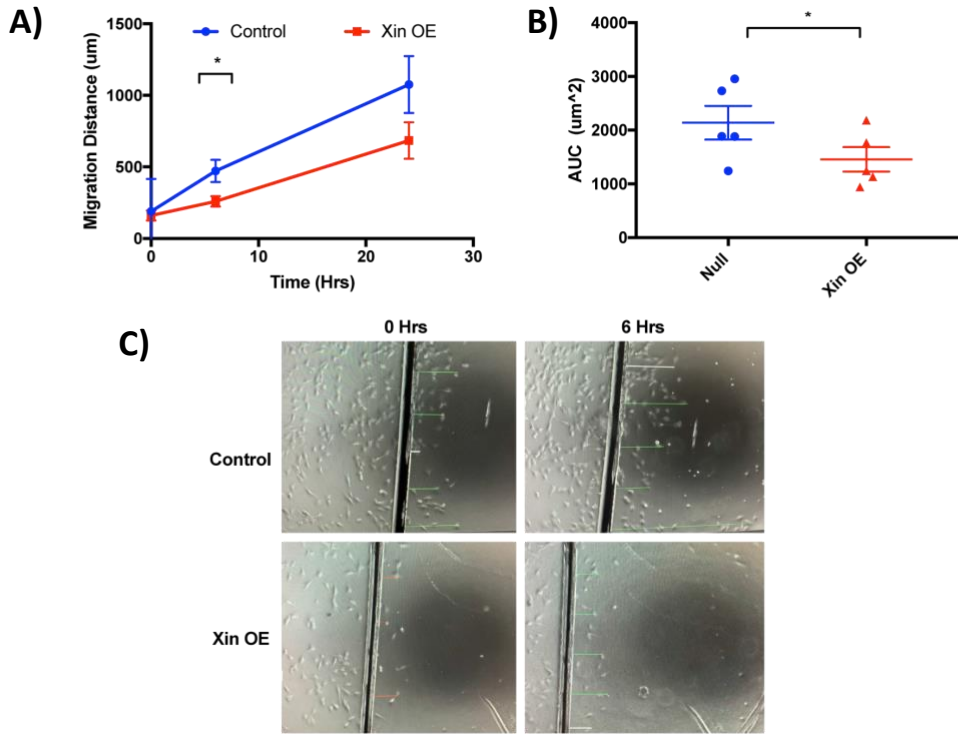 A)
Control
Xin OE
*
Migration Distance (um)
1500
1000
500
0
0
10
20
30
Time (Hrs)
B)
*
AUC (um^2)
4000
3000
2000
1000
0
Null
Xin OE
C)
0 Hrs
6 Hrs
Control
Xin OE